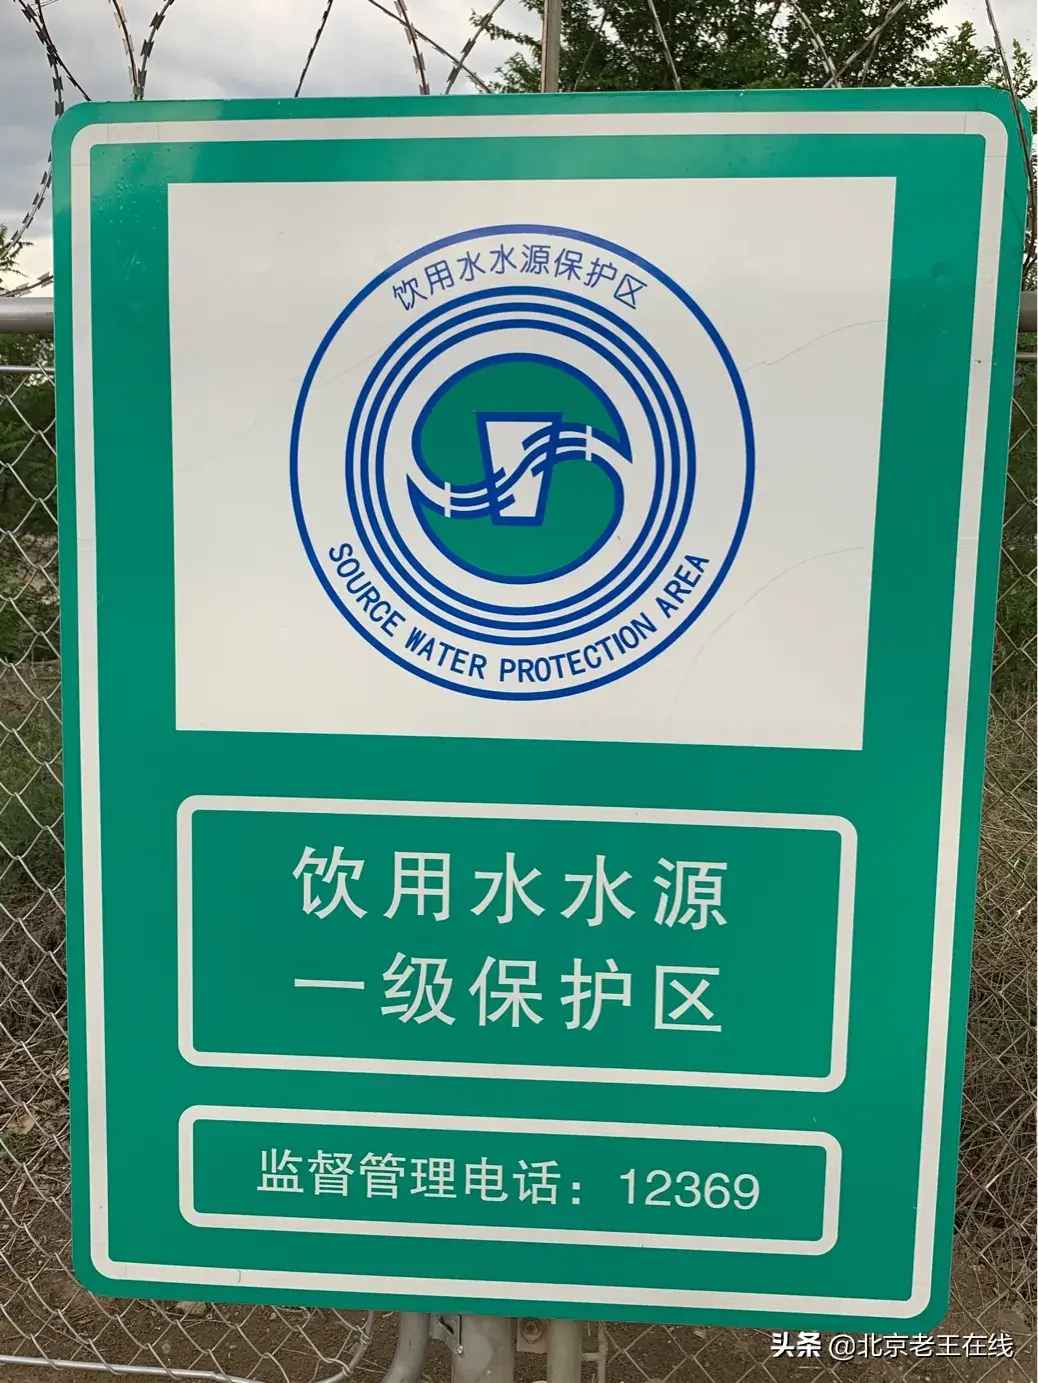 饮用水水源保护区
SOURCE WATER PROTECTION AREA
饮用水水源
一级保护区
监督管理电话：12369
头条 @北京老王在线